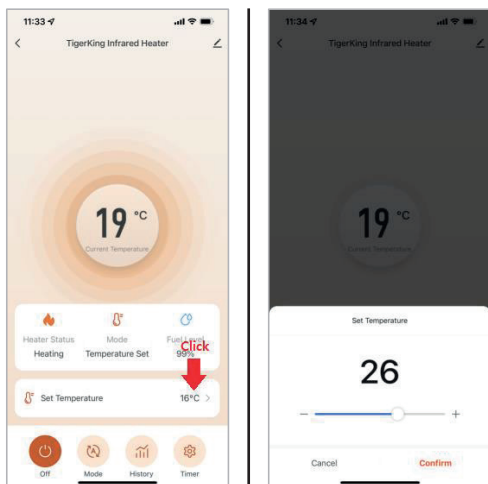 11:33
TigerKing Infrared Heater
19 °C
Current Temperature
Heater Status
Heating
Mode
Temperature Set
Fuel Level
99%
Click
Set Temperature
16°C
Off
Mode
History
Timer
11:34
TigerKing Infrared Heater
19 °C
Current Temperature
Set Temperature
26
Cancel
Confirm